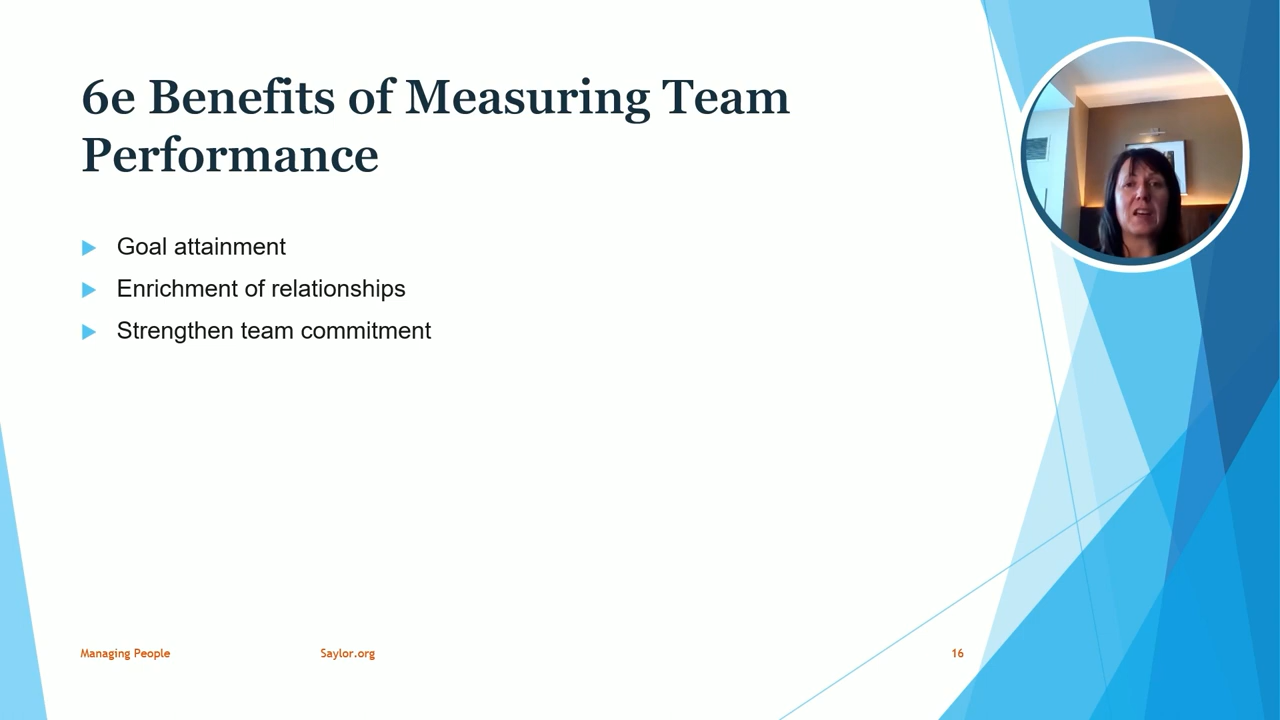 6e Benefits of Measuring Team
Performance
Goal attainment
Enrichment of relationships
Strengthen team commitment
Managing People
Saylor.org
16